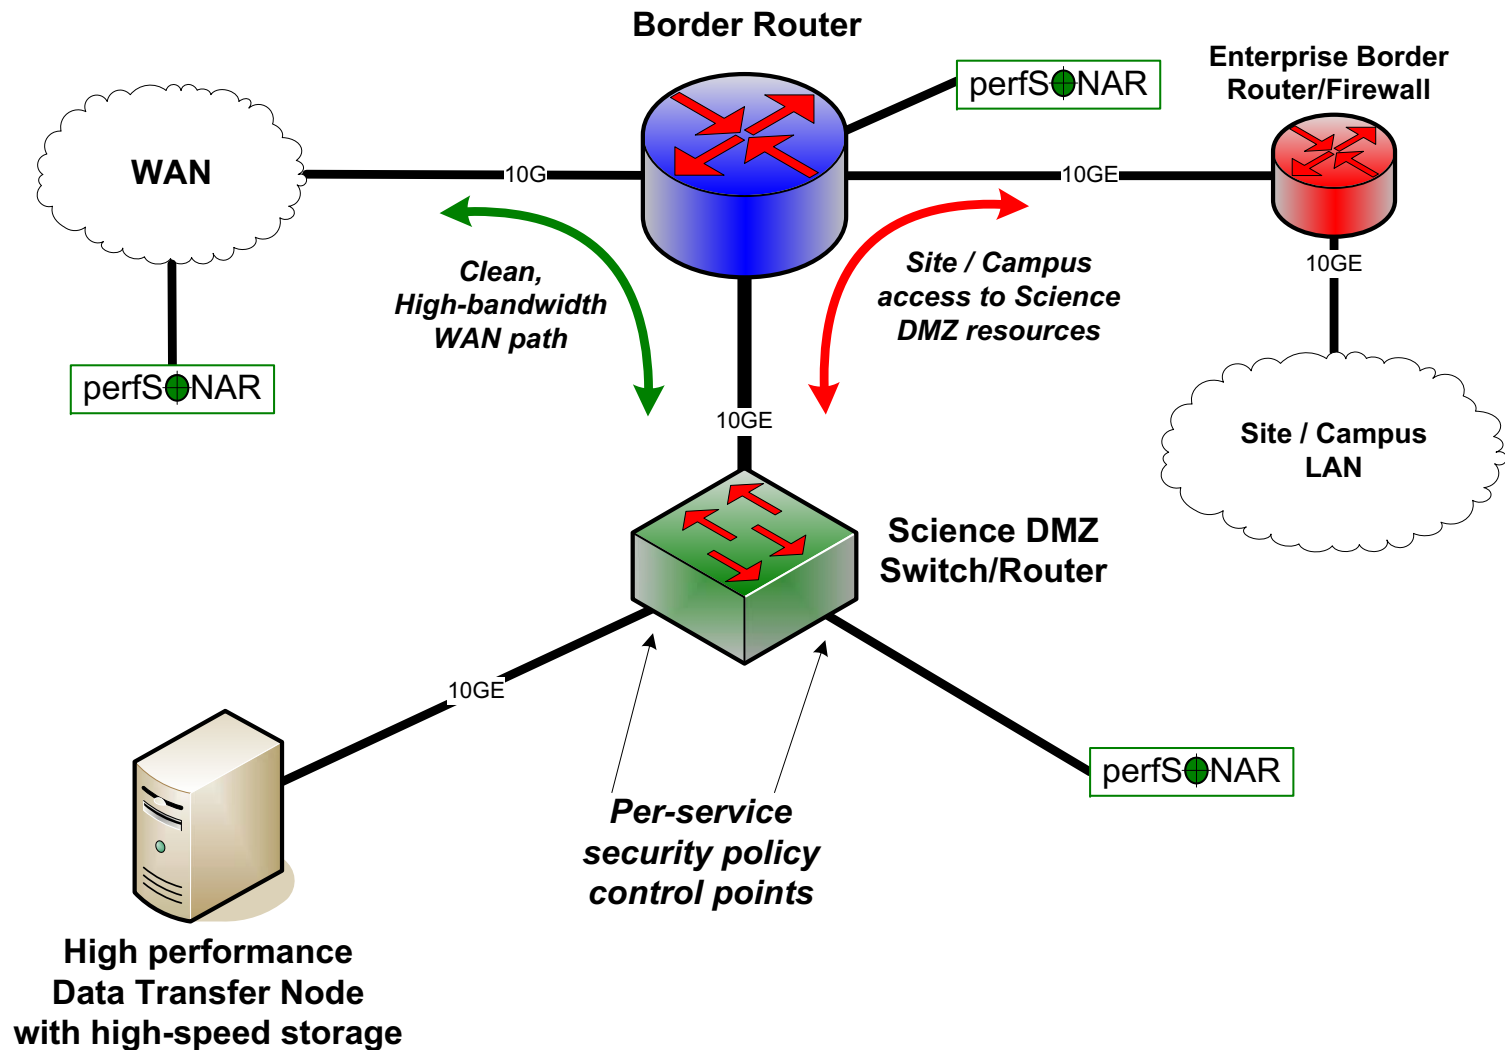 Border Router
perfSONAR
Enterprise Border
Router/Firewall
WAN
10G
10GE
10GE
Clean,
High-bandwidth
WAN path
Site / Campus
access to Science
DMZ resources
perfSONAR
10GE
Site / Campus
LAN
Science DMZ
Switch/Router
10GE
perfSONAR
Per-service
security policy
control points
High performance
Data Transfer Node
with high-speed storage